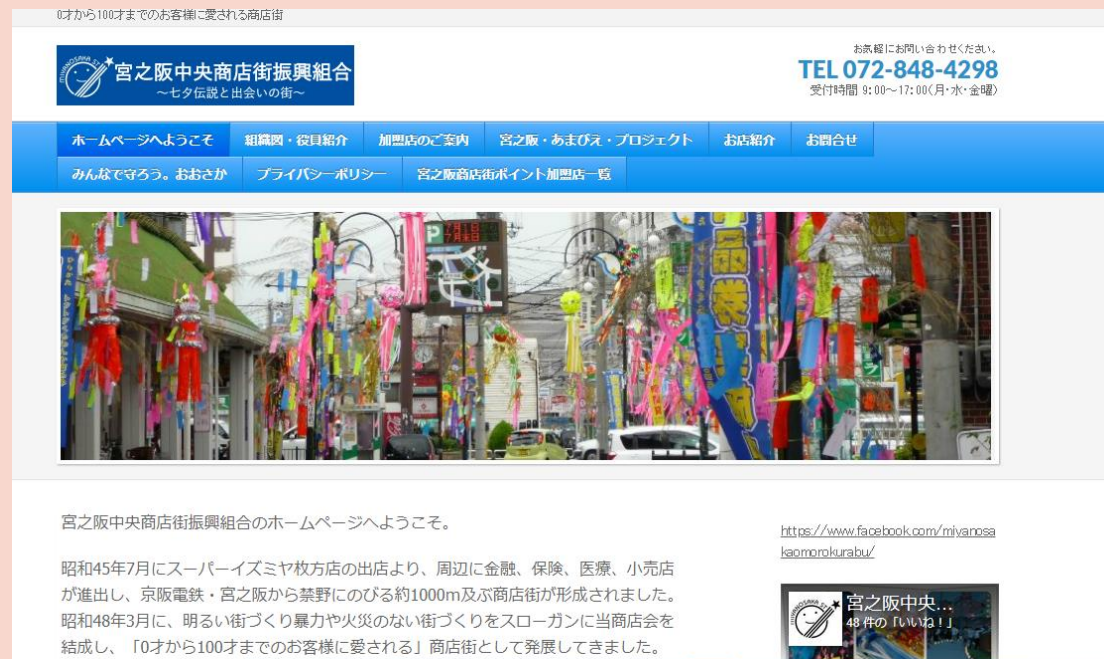 0才から100才までのお客様に愛される商店街
宮之阪中央商店街振興組合
～七夕伝説と出会いの街～
お気軽にお問い合わせください。
TEL 072-848-4298
受付時間 9:00～17:00(月・水・金曜)
ホームページへようこそ
組織図・役員紹介
加盟店のご案内
宮之阪・あまびえ・プロジェクト
お店紹介
お問合せ
みんなで守ろう。おおさか
プライバシーポリシー
宮之阪商店街ポイント加盟店一覧
P
宮之阪中央商店街振興組合のホームページへようこそ。
昭和45年7月にスーパーイズミヤ枚方店の出店より、周辺に金融、保険、医療、小売店
が進出し、京阪電鉄・宮之阪から禁野にのびる約1000m及ぶ商店街が形成されました。
昭和48年3月に、明るい街づくり暴力や火災のない街づくりをスローガンに当商店会を
結成し、「0才から100才までのお客様に愛される」商店街として発展してきました。
https://www.facebook.com/miyanosa
kaomorokurabu/
宮之阪中央...
48 件の「いいね！」